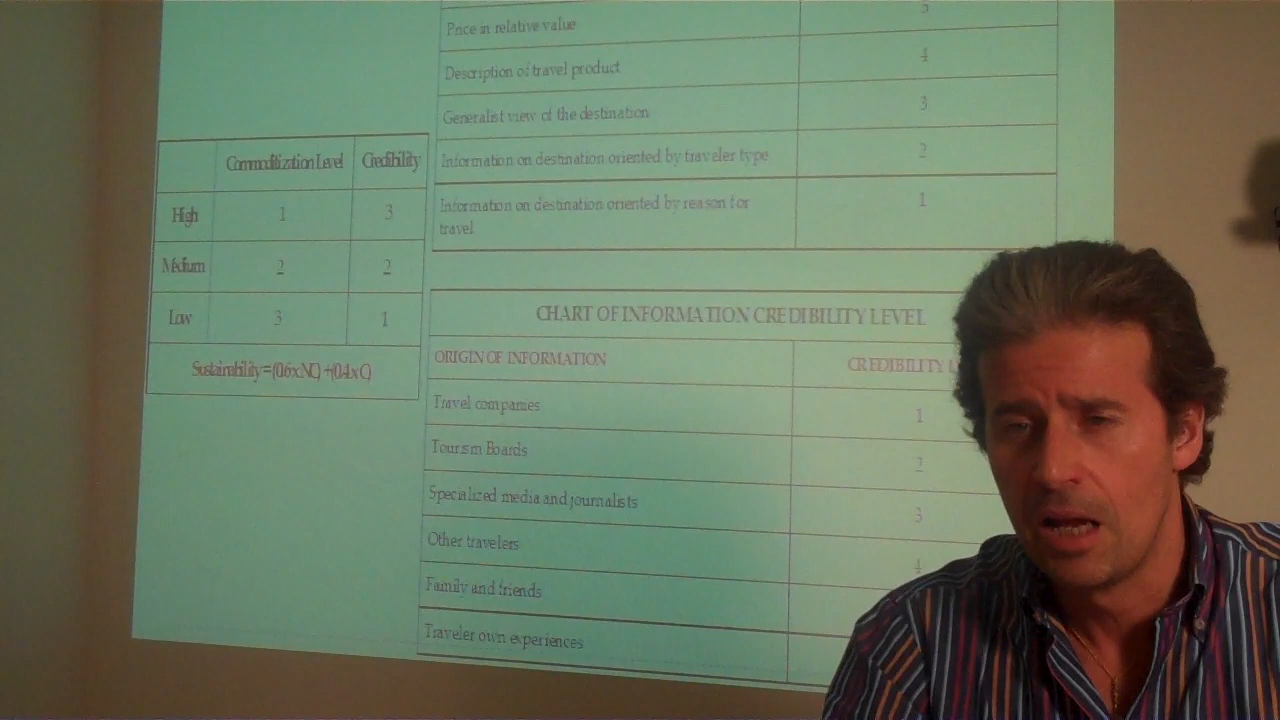 5
Price in relative value
Description of travel product 4
Generalist view of the destination 3
Information on destination oriented by traveler type 2
Information on destination oriented by reason for 1
travel
Commoditization Level Credibility
High 1 3
Medium 2 2
Low 3 1
Sustainability = (0.6 x NC) + (0.4 x C)
CHART OF INFORMATION CREDIBILITY LEVEL
ORIGIN OF INFORMATION CREDIBILITY
Travel companies 1
Tourism Boards 2
Specialized media and journalists 3
Other travelers 4
Family and friends
Traveler own experiences